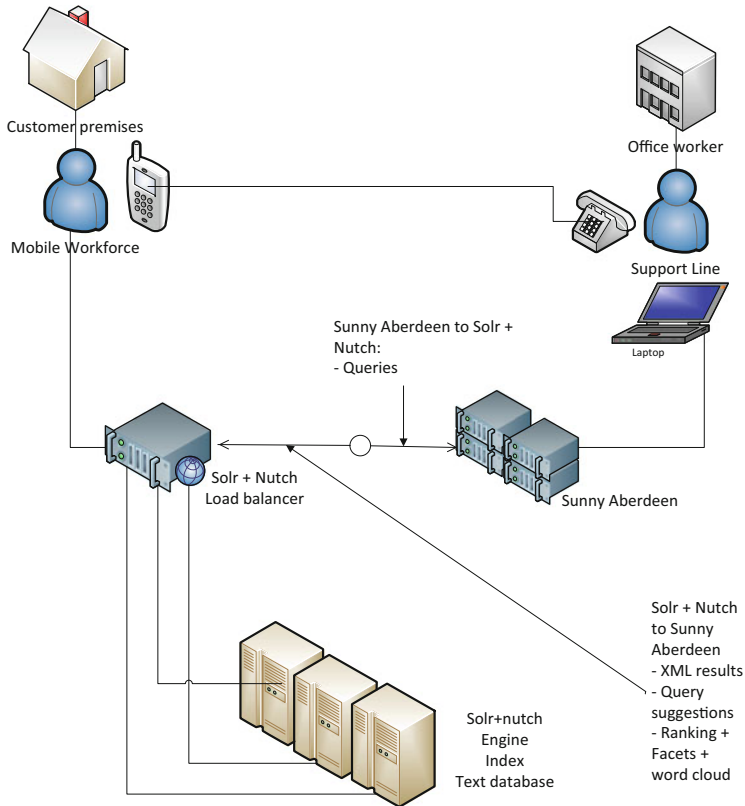 Customer premises
Office worker
Mobile Workforce
Support Line
Laptop
Sunny Aberdeen to Solr +
Nutch:
- Queries
Solr + Nutch
Load balancer
Sunny Aberdeen
Solr + Nutch
to Sunny
Aberdeen
- XML results
- Query
suggestions
- Ranking +
Facets +
word cloud
Solr+nutch
Engine
Index
Text database